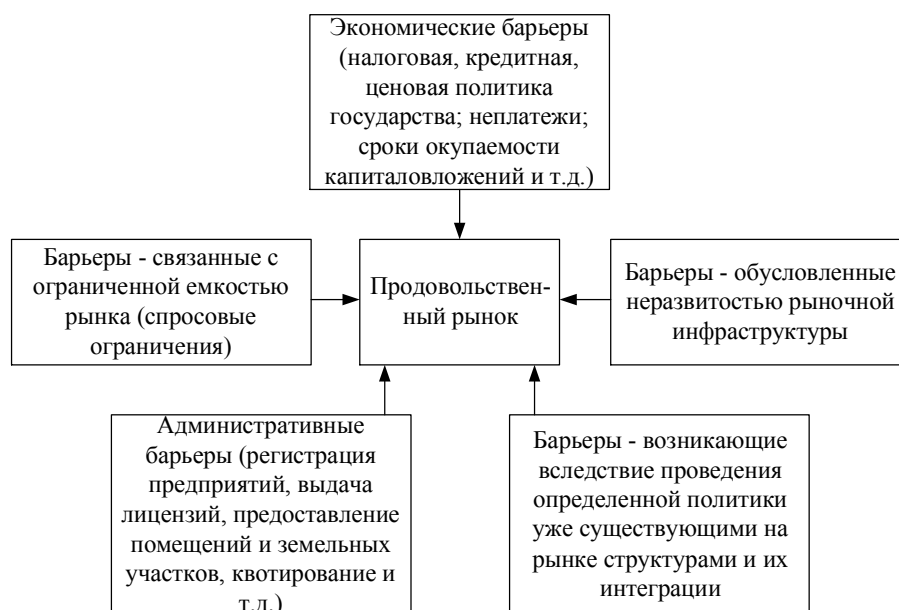 Экономические барьеры
(налоговая, кредитная,
ценовая политика
государства; неплатежи;
сроки окупаемости
капиталовложений и т.д.)
Барьеры - связанные с
ограниченной емкостью
рынка (спросовые
ограничения)
Продовольствен-
ный рынок
Барьеры - обусловленные
неразвитостью рыночной
инфраструктуры
Административные
барьеры (регистрация
предприятий, выдача
лицензий, предоставление
помещений и земельных
участков, квотирование и
т.д.)
Барьеры - возникающие
вследствие проведения
определенной политики
уже существующими на
рынке структурами и их
интеграции